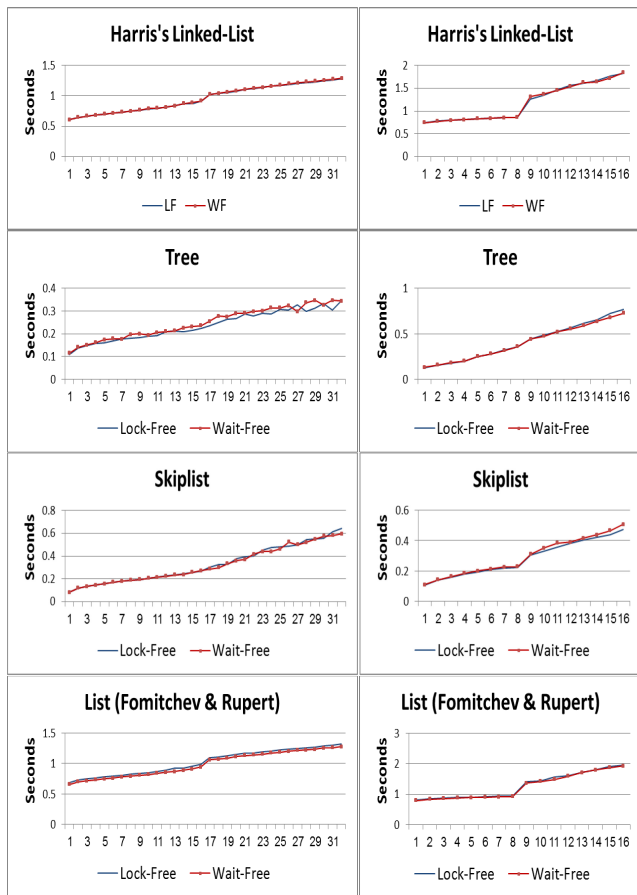 Harris's Linked-List
1.5
1
0.5
0
Seconds
1 3 5 7 9 11 13 15 17 19 21 23 25 27 29 31
LF WF
Harris's Linked-List
2
1.5
1
0.5
0
Seconds
1 2 3 4 5 6 7 8 9 10 11 12 13 14 15 16
LF WF
Tree
0.4
0.3
0.2
0.1
0
Seconds
1 3 5 7 9 11 13 15 17 19 21 23 25 27 29 31
Lock-Free Wait-Free
Tree
1
0.5
0
Seconds
1 2 3 4 5 6 7 8 9 10 11 12 13 14 15 16
Lock-Free Wait-Free
Skiplist
0.8
0.6
0.4
0.2
0
Seconds
1 3 5 7 9 11 13 15 17 19 21 23 25 27 29 31
Lock-Free Wait-Free
Skiplist
0.6
0.4
0.2
0
Seconds
1 2 3 4 5 6 7 8 9 10 11 12 13 14 15 16
Lock-Free Wait-Free
List (Fomitchev & Rupert)
1.5
1
0.5
0
Seconds
1 3 5 7 9 11 13 15 17 19 21 23 25 27 29 31
Lock-Free Wait-Free
List (Fomitchev & Rupert)
3
2
1
0
Seconds
1 2 3 4 5 6 7 8 9 10 11 12 13 14 15 16
Lock-Free Wait-Free